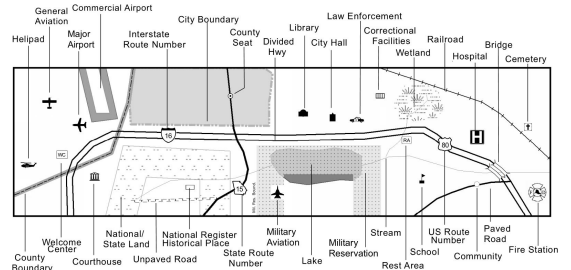 General
Aviation
Commercial Airport
City Boundary
Library
Law Enforcement
Helipad
Major
Airport
Interstate
Route Number
County
Seat
Divided
Hwy
City Hall
Correctional
Facilities
Wetland
Railroad
Hospital
Bridge
Cemetery
16
WC
15
RA
80
H
County
Boundary
Welcome
Center
Courthouse
National/
State Land
Unpaved Road
National Register
Historical Place
State Route
Number
Military
Aviation
Lake
Military
Reservation
Stream
Rest Area
School
US Route
Number
Community
Paved
Road
Fire Station